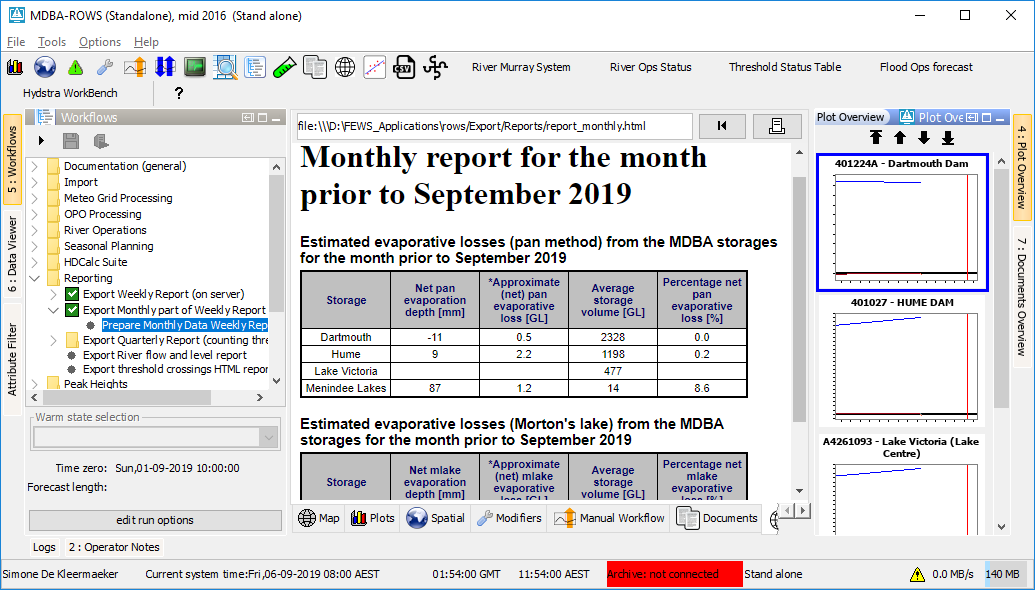 MDBA-ROWS (Standalone), mid 2016 (Stand alone)
File Tools Options Help
River Murray System River Ops Status Threshold Status Table Flood Ops forecast
Hydstra WorkBench ?
5 : Workflows
6 : Data Viewer
Attribute Filter
Workflows
Documentation (general)
Import
Meteo Grid Processing
OPO Processing
River Operations
Seasonal Planning
HDCalc Suite
Reporting
Export Weekly Report (on server)
Export Monthly part of Weekly Report
Prepare Monthly Data Weekly Rep
Export Quarterly Report (counting thre
Export River flow and level report
Export threshold crossings HTML repor
Peak Heights
Warm state selection
Time zero: Sun,01-09-2019 10:00:00
Forecast length:
edit run options
file:\\\D:\FEWS_Applications\rows/Export/Reports/report_monthly.html
Monthly report for the month
prior to September 2019
Estimated evaporative losses (pan method) from the MDBA storages
for the month prior to September 2019
Storage Net pan evaporation depth [mm] *Approximate (net) pan evaporative loss [GL] Average storage volume [GL] Percentage net pan evaporative loss [%]
Dartmouth -11 0.5 2328 0.0
Hume 9 2.2 1198 0.2
Lake Victoria 477
Menindee Lakes 87 1.2 14 8.6
Estimated evaporative losses (Morton's lake) from the MDBA
storages for the month prior to September 2019
Storage Net mlake evaporation depth [mm] *Approximate (net) mlake evaporative loss [GL] Average storage volume [GL] Percentage net mlake evaporative loss [%]
Map Plots Spatial Modifiers Manual Workflow Documents
Plot Overview Plot Ove
401224A - Dartmouth Dam
401027 - HUME DAM
A4261093 - Lake Victoria (Lake
Centre)
4 : Plot Overview
7 : Documents Overview
Logs 2 : Operator Notes
Simone De Kleermaeker Current system time:Fri,06-09-2019 08:00 AEST 01:54:00 GMT 11:54:00 AEST Archive: not connected Stand alone 0.0 MB/s 140 MB